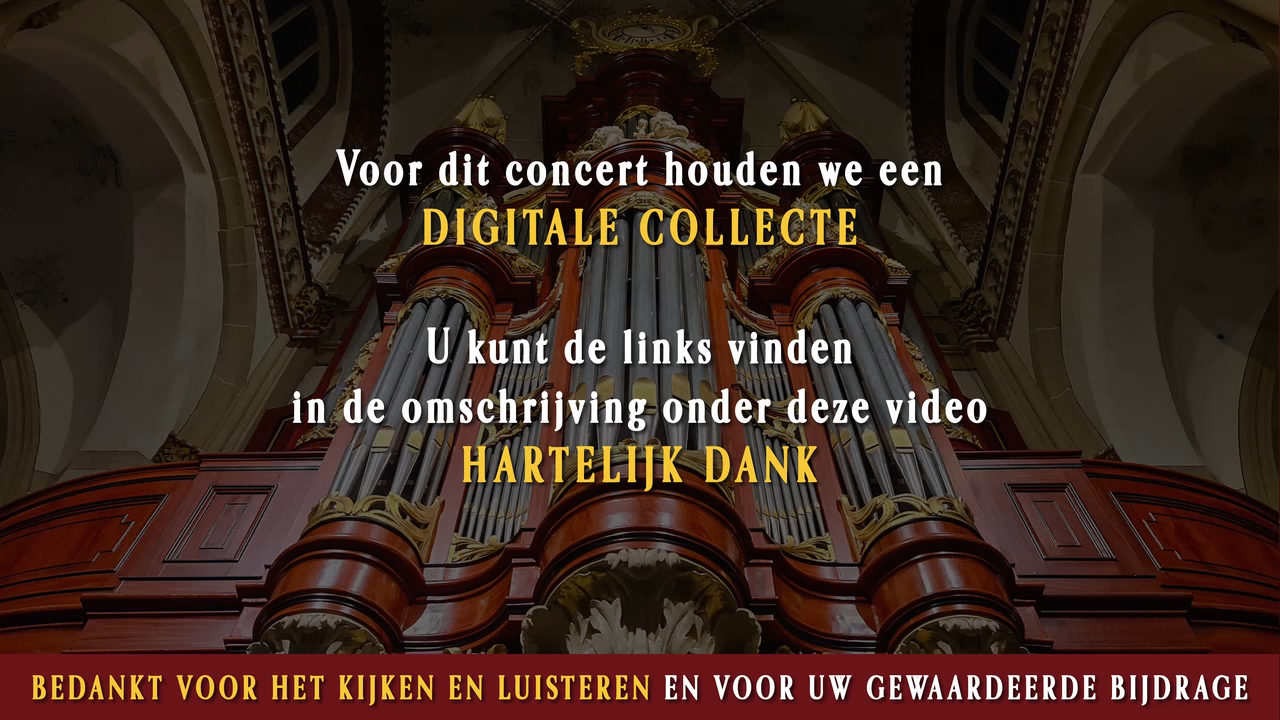 Voor dit concert houden we een
DIGITALE COLLECTE
U kunt de links vinden
in de omschrijving onder deze video
HARTELIJK DANK
BEDANKT VOOR HET KIJKEN EN LUISTEREN EN VOOR UW GEWAARDEERDE BIJDRAGE